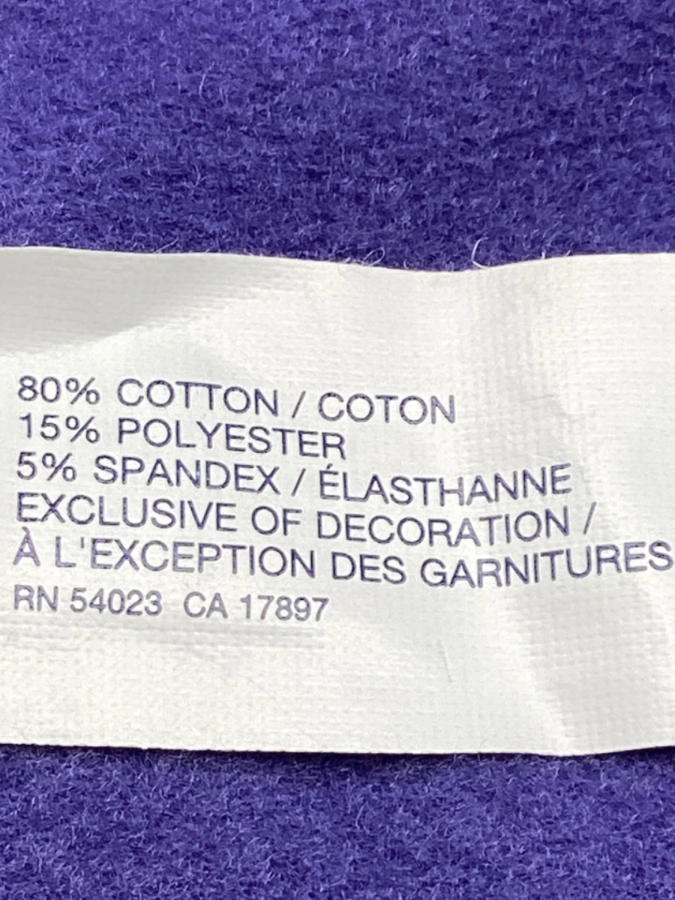 80% COTTON / COTON
15% POLYESTER
5% SPANDEX / ÉLASTHANNE
EXCLUSIVE OF DECORATION /
À L'EXCEPTION DES GARNITURES
RN 54023 CA 17897